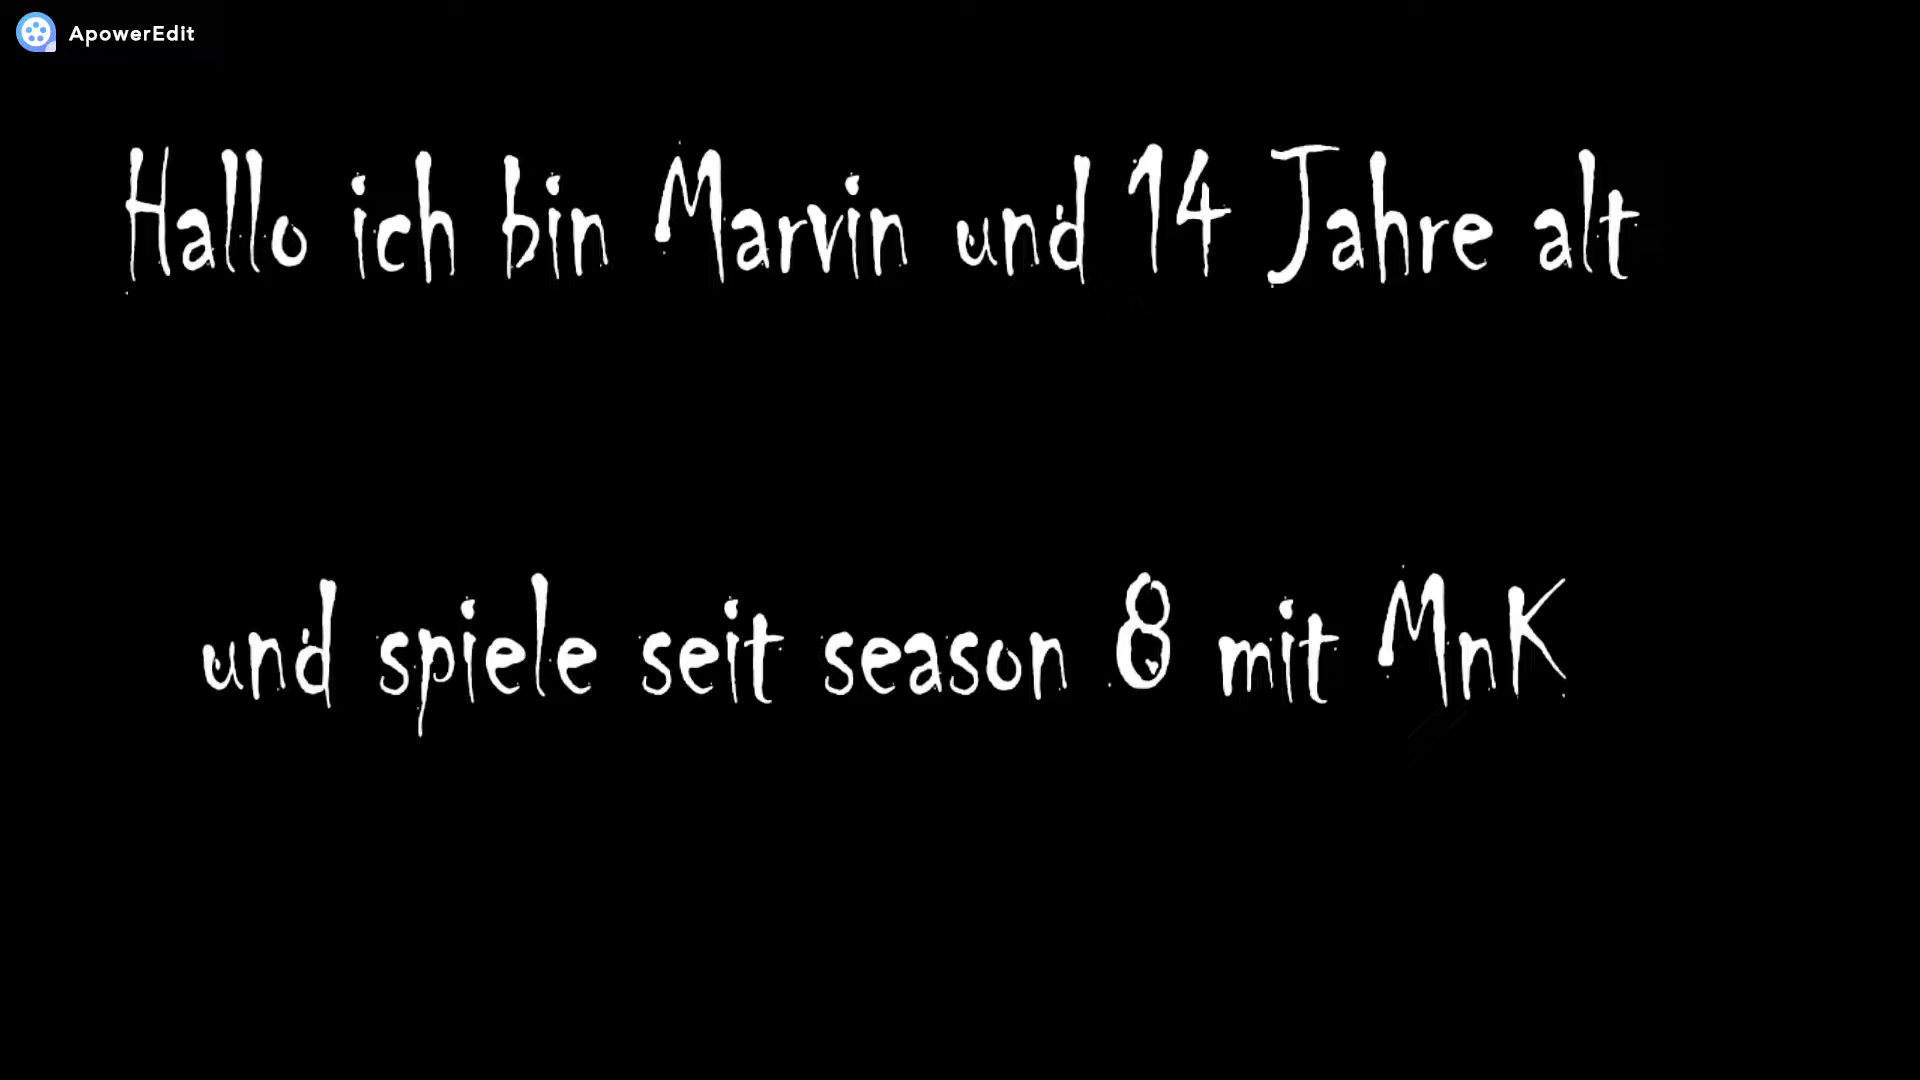 ApowerEdit
Hallo ich bin Marvin und 14 Jahre alt
und spiele seit season 8 mit MnK